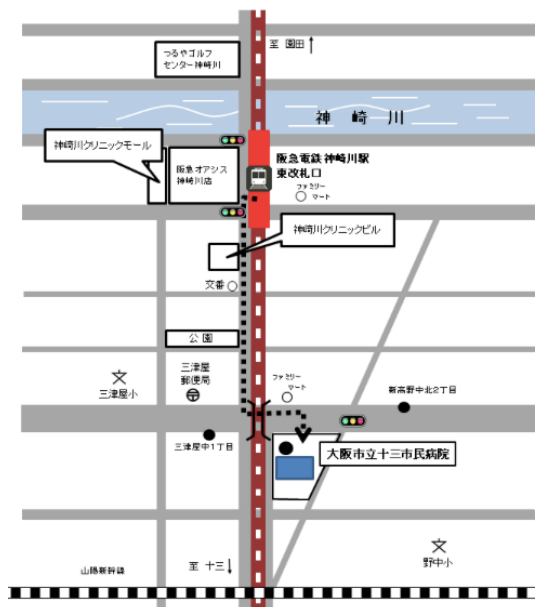 至 園田
つるやゴルフ
センター神崎川
神 崎 川
神崎川クリニックモール
阪急オアシス
神崎川店
阪急電鉄 神崎川駅
東改札口
ファミリー
マート
神崎川クリニックビル
交番
公 園
三津屋
郵便局
文
三津屋小
ファミリー
マート
新高野中北2丁目
三津屋中1丁目
大阪市立十三市民病院
文
野中小
山陽新幹線
至 十三